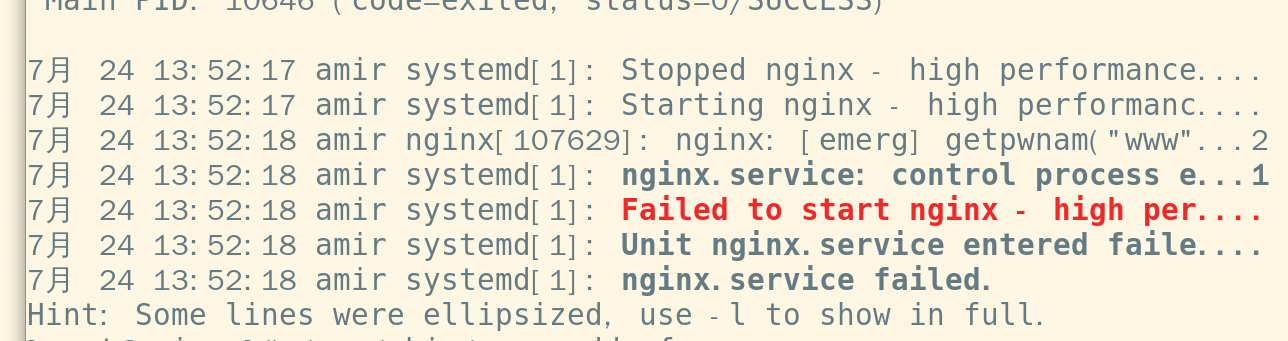 Main PID: 10646 (code=exited, status=0/SUCCESS)
7月 24 13:52:17 amir systemd[1]: Stopped nginx - high performance....
7月 24 13:52:17 amir systemd[1]: Starting nginx - high performanc....
7月 24 13:52:18 amir nginx[107629]: nginx: [emerg] getpwnam("www"...2
7月 24 13:52:18 amir systemd[1]: nginx.service: control process e...1
7月 24 13:52:18 amir systemd[1]: Failed to start nginx - high per....
7月 24 13:52:18 amir systemd[1]: Unit nginx.service entered faile....
7月 24 13:52:18 amir systemd[1]: nginx.service failed.
Hint: Some lines were ellipsized, use -l to show in full.